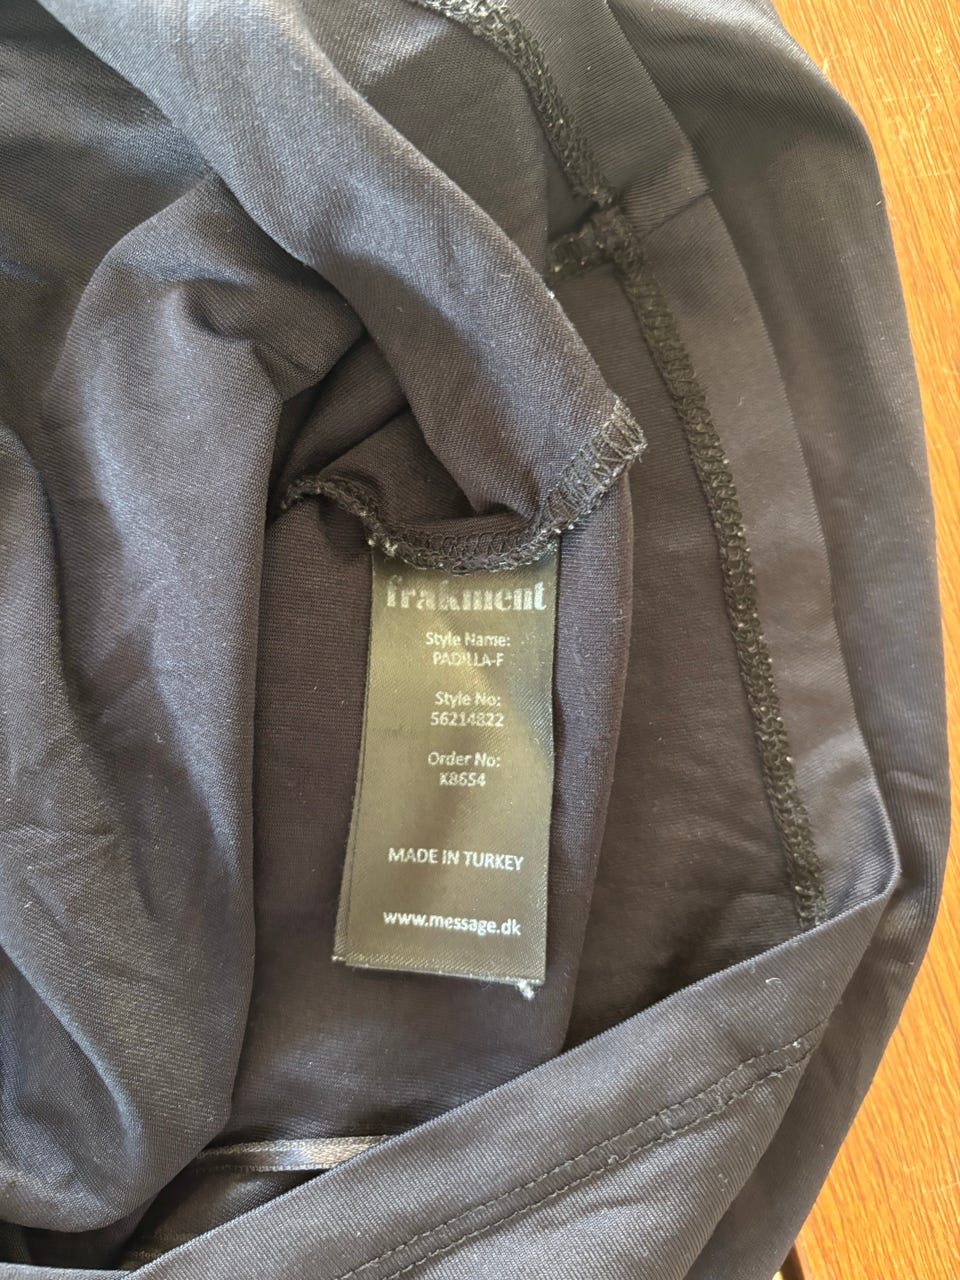 frakment
Style Name:
PADILLA-F
Style No:
56214822
Order No:
K8654
MADE IN TURKEY
www.message.dk